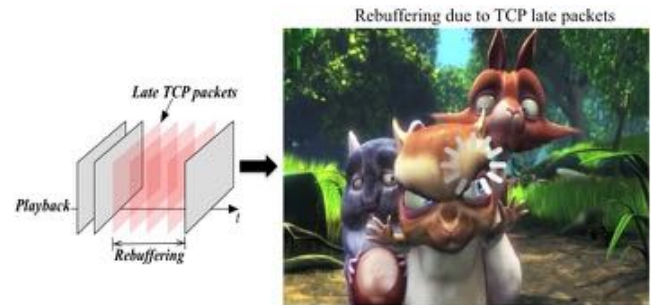 Rebuffering due to TCP late packets
Late TCP packets
Playback
t
Rebuffering